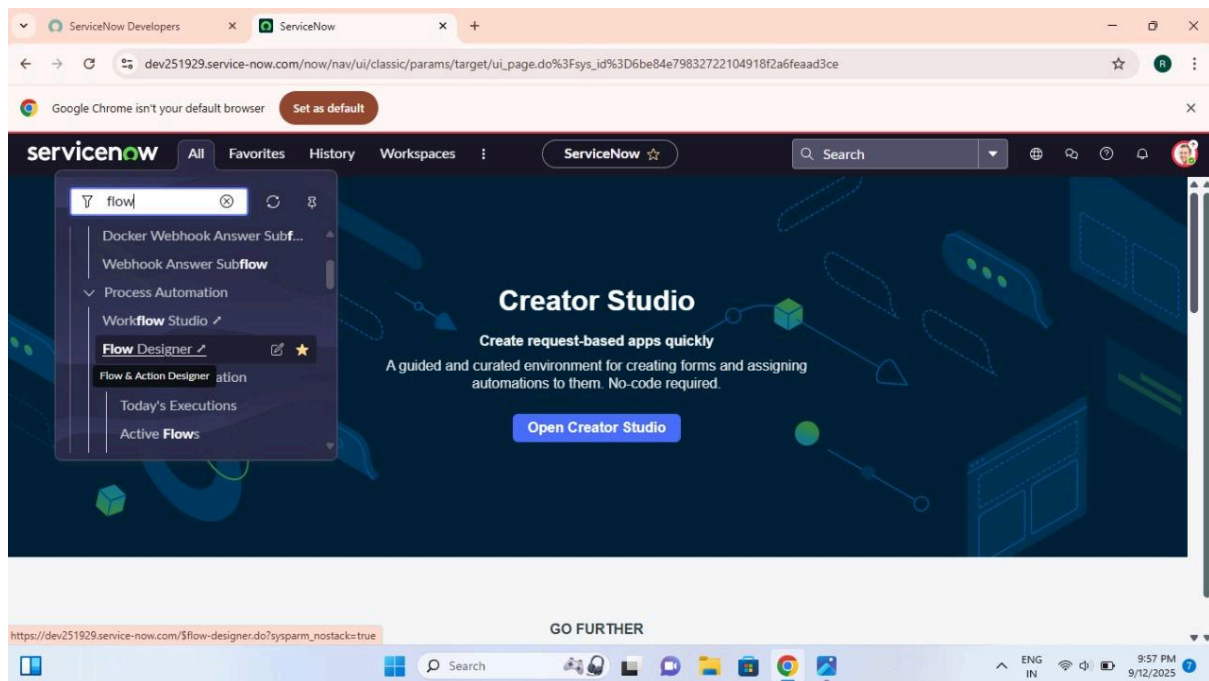 ServiceNow Developers
ServiceNow
dev251929.service-now.com/now/nav/ui/classic/params/target/ui_page.do%3Fsys_id%3D6be84e79832722104918f2a6feaad3ce
R
Google Chrome isn't your default browser
Set as default
servicenow
All
Favorites
History
Workspaces
ServiceNow
Search
flow
Docker Webhook Answer Subf...
Webhook Answer Subflow
Process Automation
Workflow Studio
Flow Designer
Flow & Action Designer
ation
Today's Executions
Active Flows
Creator Studio
Create request-based apps quickly
A guided and curated environment for creating forms and assigning
automations to them. No-code required.
Open Creator Studio
GO FURTHER
https://dev251929.service-now.com/$flow-designer.do?sysparm_nostack=true
Search
ENG
IN
9:57 PM
9/12/2025
7